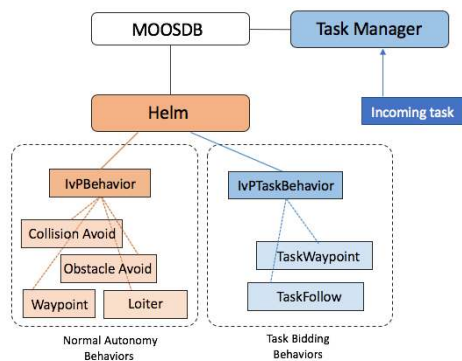 MOOSDB
Task Manager
Helm
Incoming task
IvPBehavior
IvPTaskBehavior
Collision Avoid
Obstacle Avoid
TaskWaypoint
Waypoint
Loiter
TaskFollow
Normal Autonomy
Behaviors
Task Bidding
Behaviors